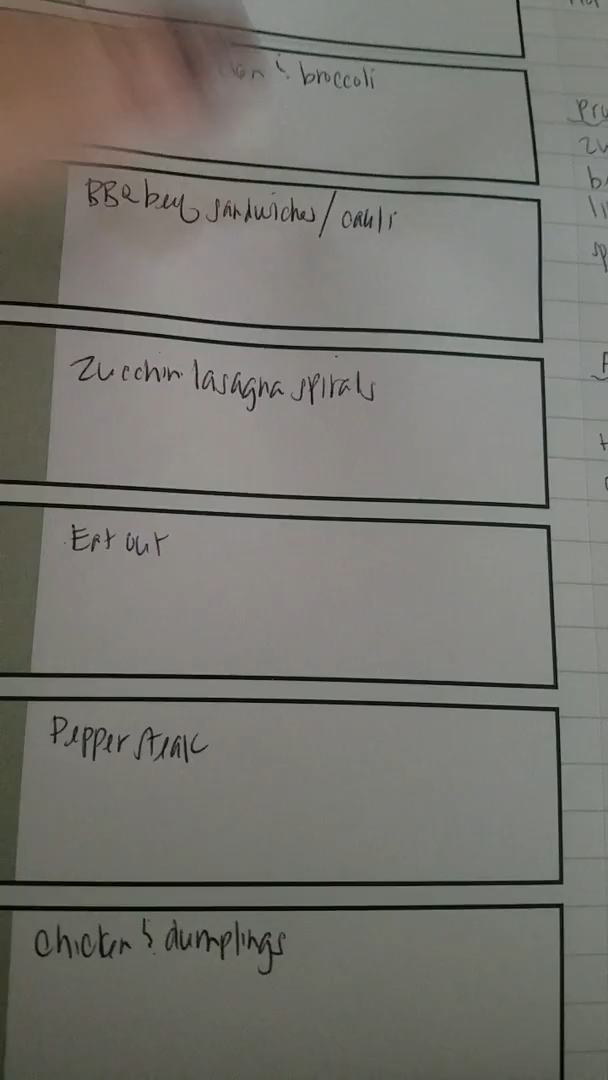 & broccoli
BBQ beef sandwiches / cauli
Zucchini lasagna spirals
Eat out
Pepper steak
Chicken & dumplings